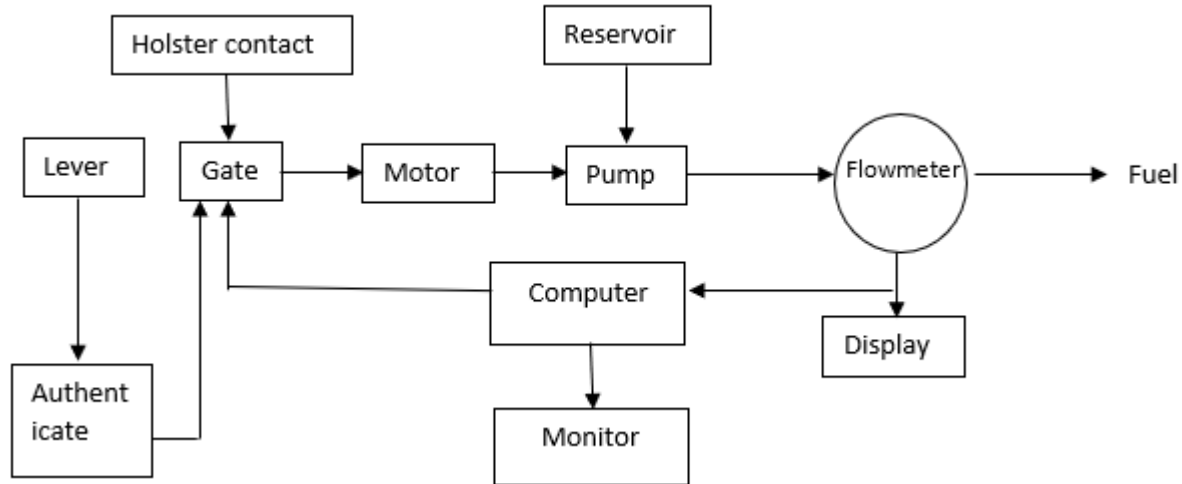 Holster contact
Reservoir
Lever
Gate
Motor
Pump
Flowmeter
Fuel
Computer
Display
Authent
icate
Monitor